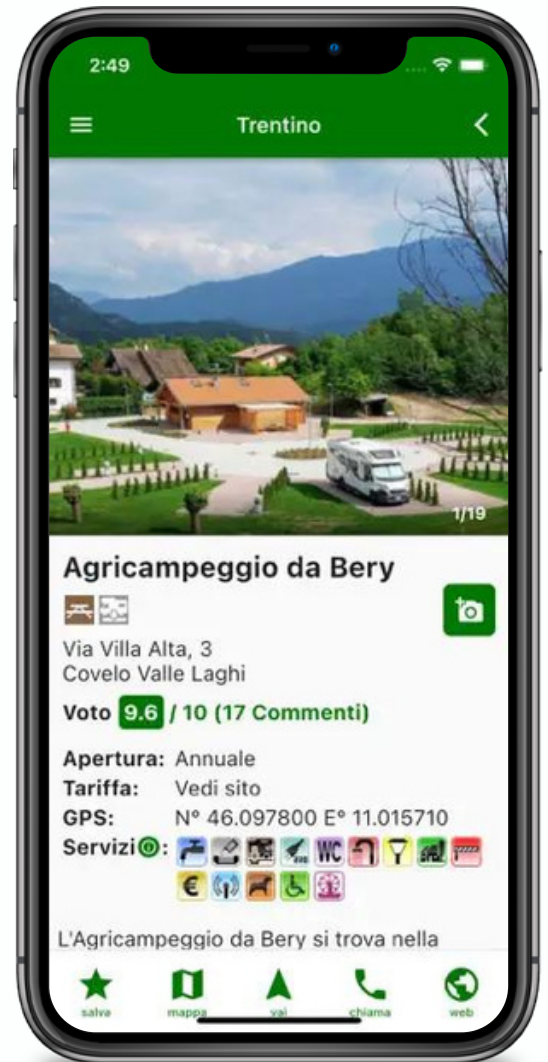 2:49
Trentino
1/19
Agricampeggio da Bery
Via Villa Alta, 3
Covelo Valle Laghi
Voto 9.6 / 10 (17 Commenti)
Apertura: Annuale
Tariffa: Vedi sito
GPS: N° 46.097800 E° 11.015710
Servizi:
WC
€
L'Agricampeggio da Bery si trova nella
salva mappa vai chiama web